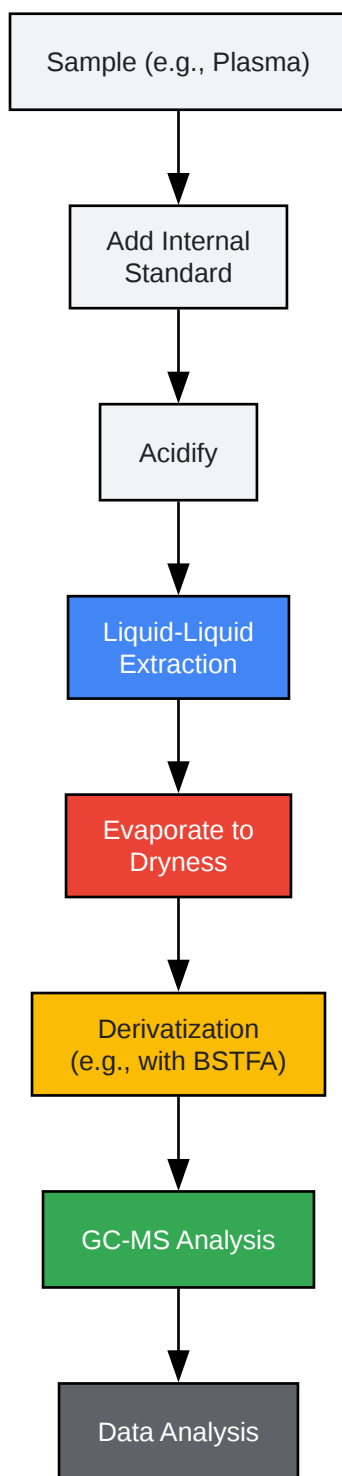 Sample (e.g., Plasma)
Add Internal
Standard
Acidify
Liquid-Liquid
Extraction
Evaporate to
Dryness
Derivatization
(e.g., with BSTFA)
GC-MS Analysis
Data Analysis